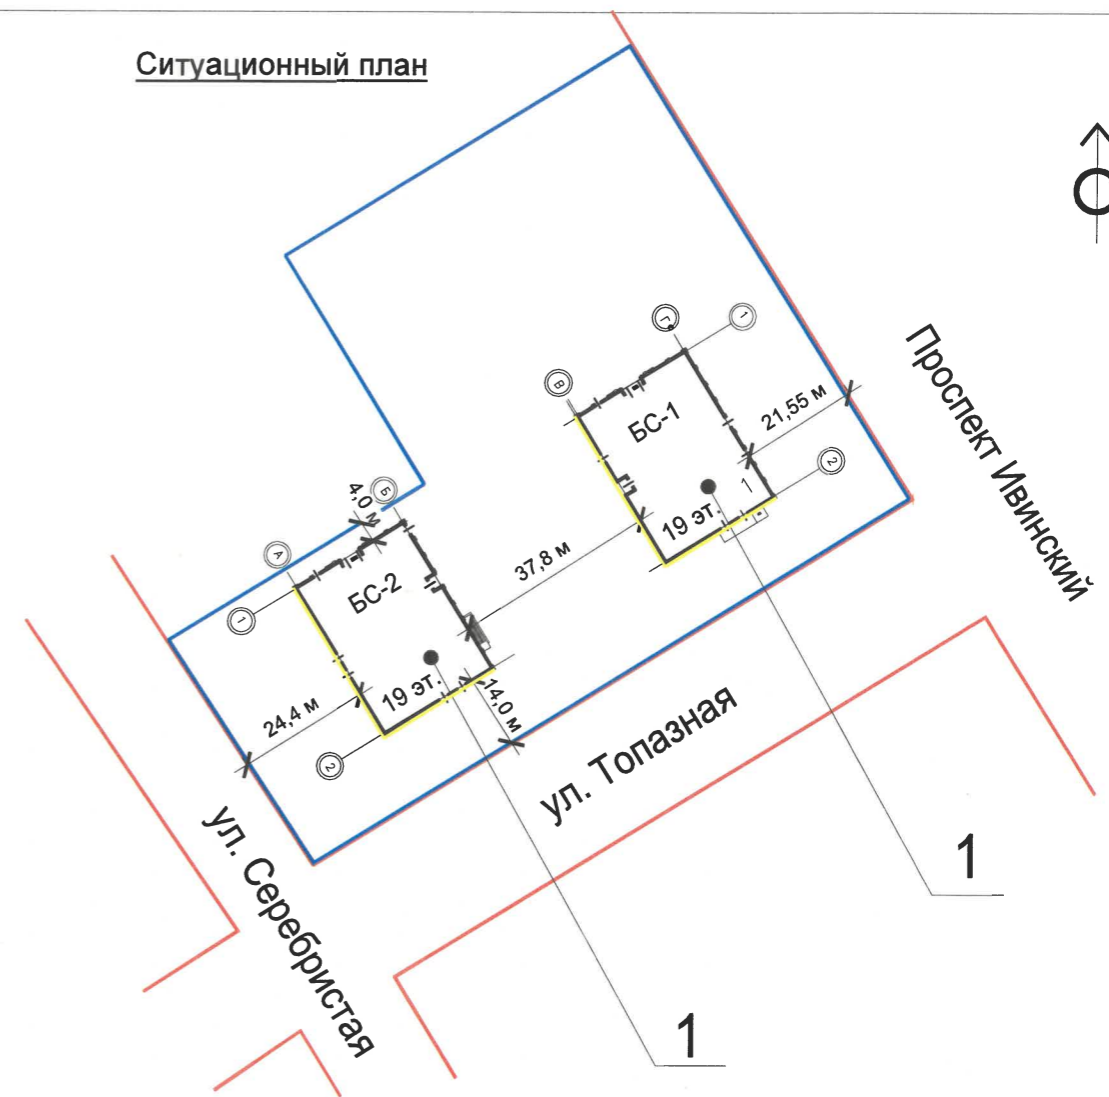 Ситуационный план
Г
1
В
БС-1
21,55 м
Проспект Ивинский
2
1
19 эт.
Б
4,0 м
А
37,8 м
БС-2
1
19 эт.
14,0 м
24,4 м
2
ул. Топазная
ул. Серебристая
1
1